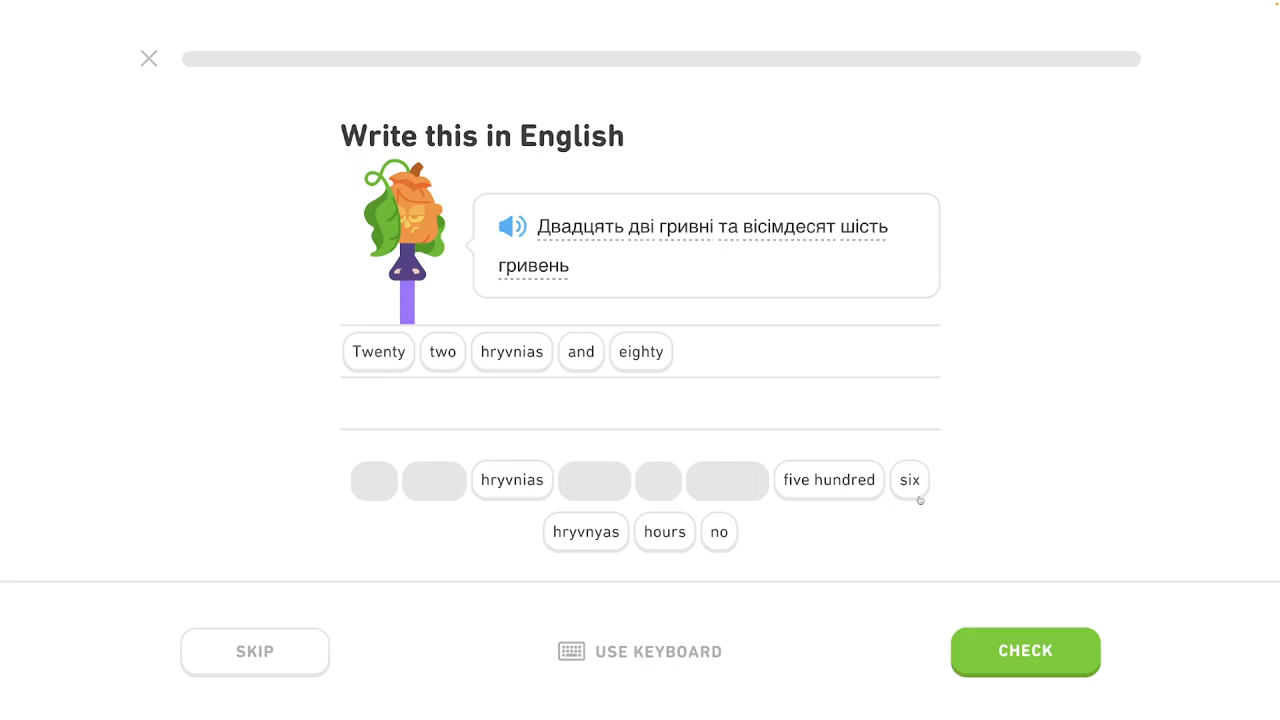 Write this in English
Двадцять дві гривні та вісімдесят шість
гривень
Twenty two hryvnias and eighty
hryvnias five hundred six
hryvnyas hours no
SKIP USE KEYBOARD CHECK